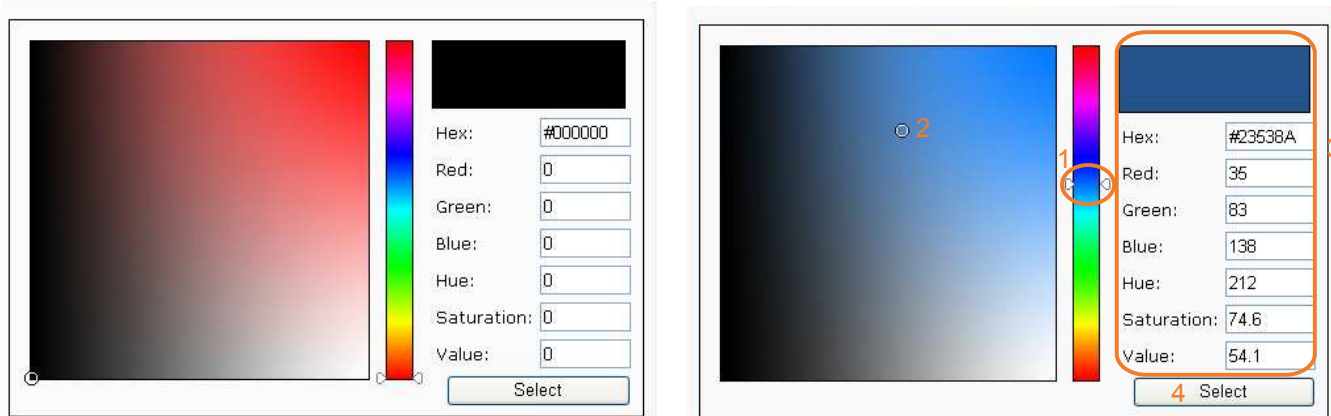 Hex: #000000
Red: 0
Green: 0
Blue: 0
Hue: 0
Saturation: 0
Value: 0
Select
2
1
Hex: #23538A
Red: 35
Green: 83
Blue: 138
Hue: 212
Saturation: 74.6
Value: 54.1
4 Select